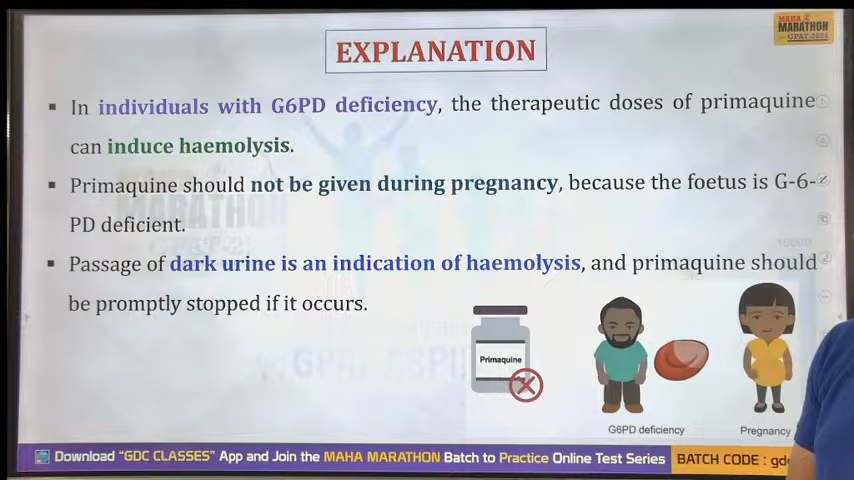 MAHA
MARATHON
GPAT-2024
EXPLANATION
▪ In individuals with G6PD deficiency, the therapeutic doses of primaquine
can induce haemolysis.
▪ Primaquine should not be given during pregnancy, because the foetus is G-6-
PD deficient.
▪ Passage of dark urine is an indication of haemolysis, and primaquine should
be promptly stopped if it occurs.
Primaquine
G6PD deficiency
Pregnancy
Download "GDC CLASSES" App and Join the MAHA MARATHON Batch to Practice Online Test Series
BATCH CODE : gd